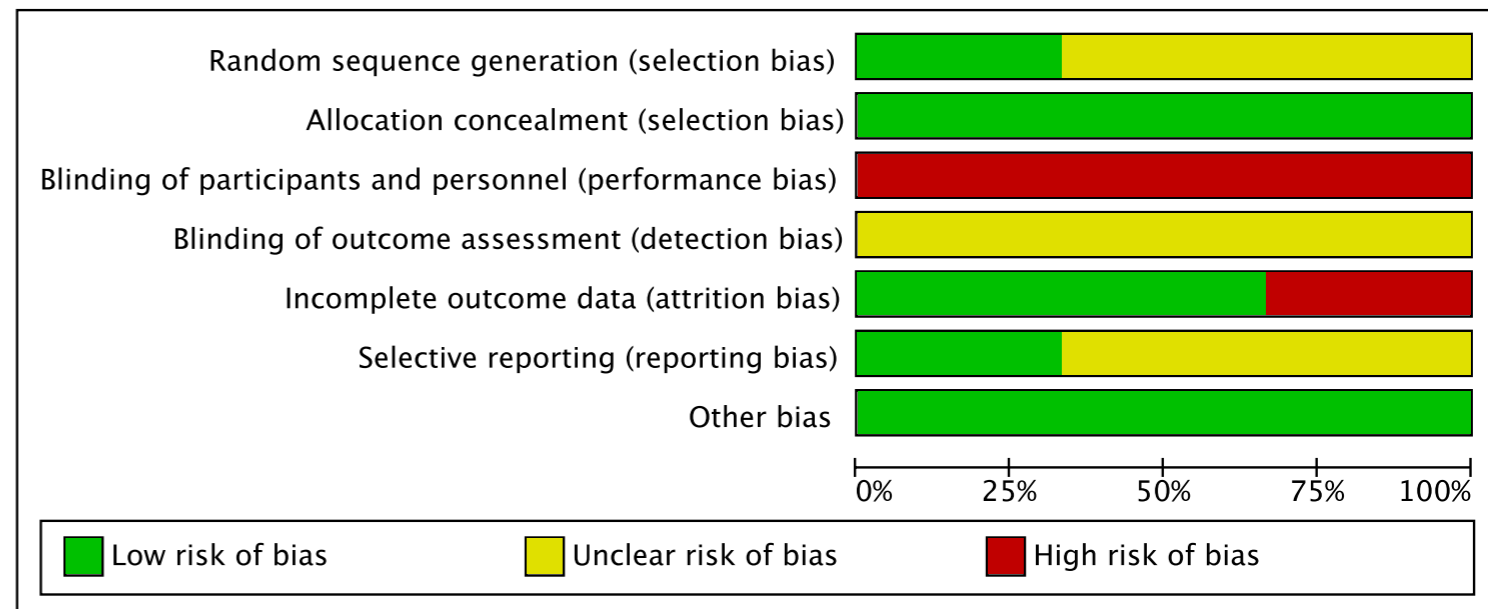 Random sequence generation (selection bias)
Allocation concealment (selection bias)
Blinding of participants and personnel (performance bias)
Blinding of outcome assessment (detection bias)
Incomplete outcome data (attrition bias)
Selective reporting (reporting bias)
Other bias
0% 25% 50% 75% 100%
Low risk of bias Unclear risk of bias High risk of bias